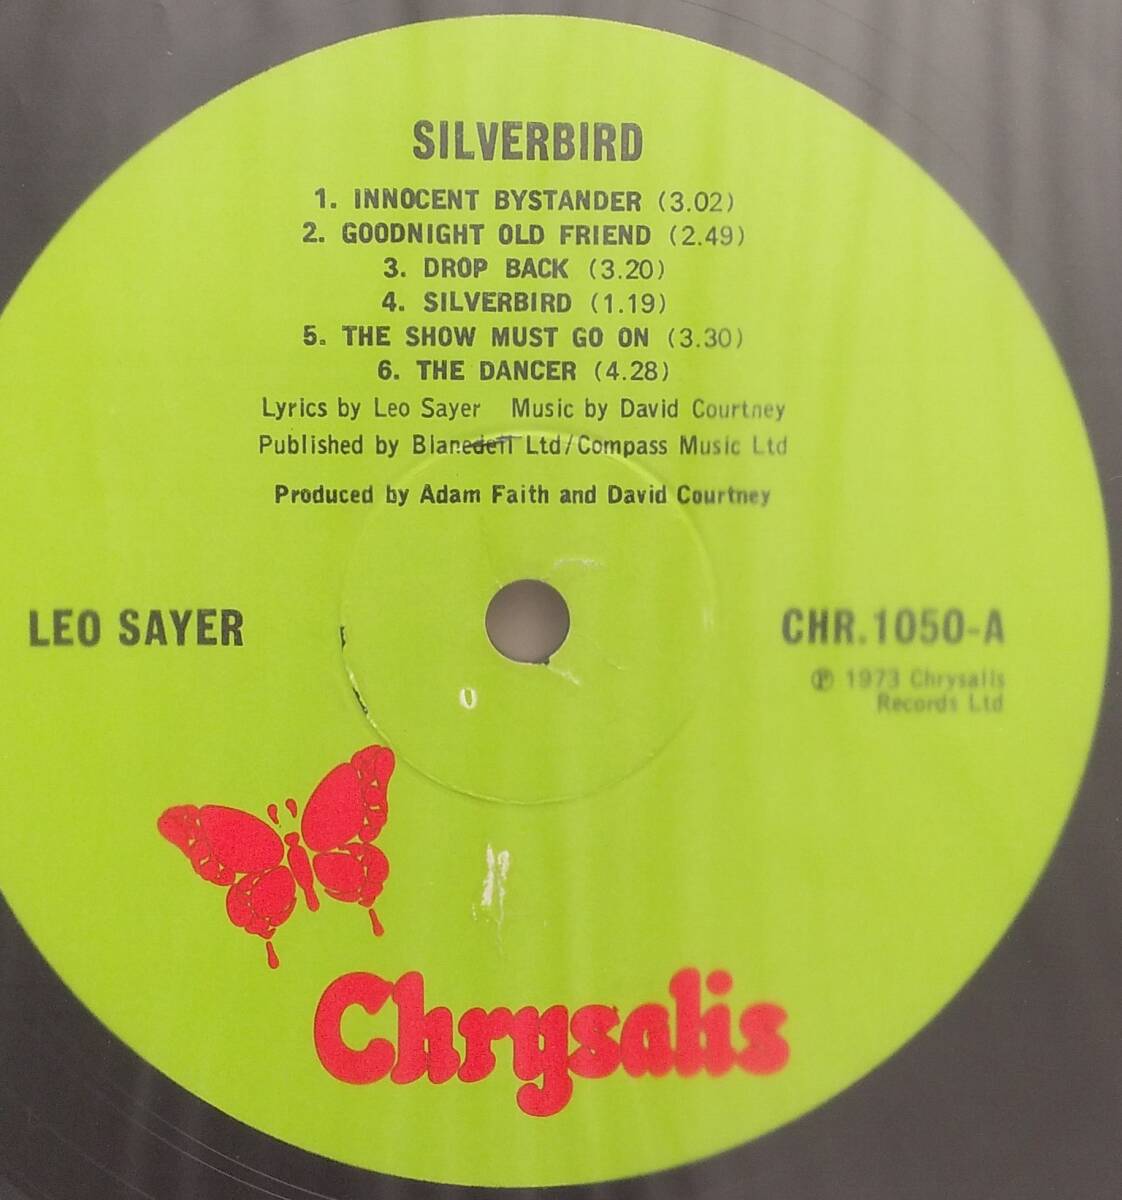 SILVERBIRD
1. INNOCENT BYSTANDER (3.02)
2. GOODNIGHT OLD FRIEND (2.49)
3. DROP BACK (3.20)
4. SILVERBIRD (1.19)
5. THE SHOW MUST GO ON (3.30)
6. THE DANCER (4.28)
Lyrics by Leo Sayer Music by David Courtney
Published by Blanedell Ltd/Compass Music Ltd
Produced by Adam Faith and David Courtney
LEO SAYER
CHR.1050-A
℗ 1973 Chrysalis
Records Ltd
Chrysalis